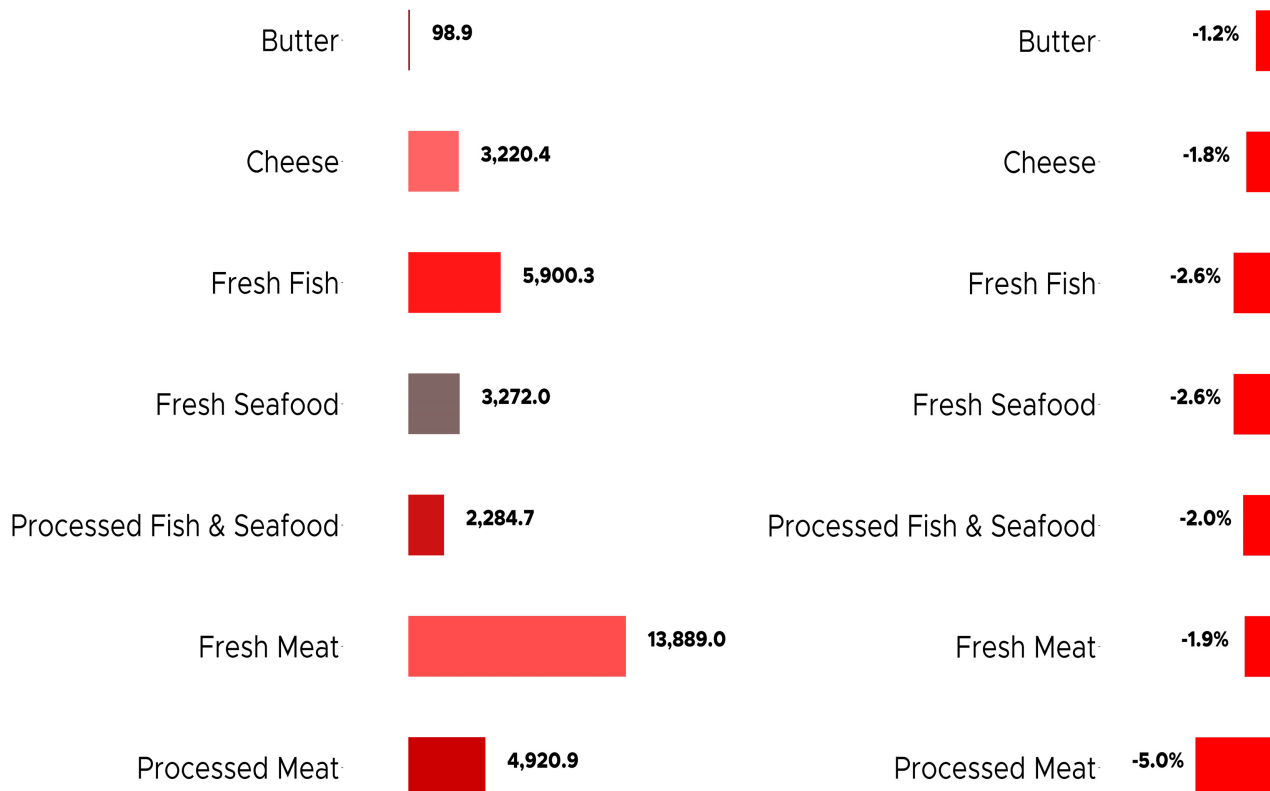 Butter 98.9 Butter -1.2%
Cheese 3,220.4 Cheese -1.8%
Fresh Fish 5,900.3 Fresh Fish -2.6%
Fresh Seafood 3,272.0 Fresh Seafood -2.6%
Processed Fish & Seafood 2,284.7 Processed Fish & Seafood -2.0%
Fresh Meat 13,889.0 Fresh Meat -1.9%
Processed Meat 4,920.9 Processed Meat -5.0%